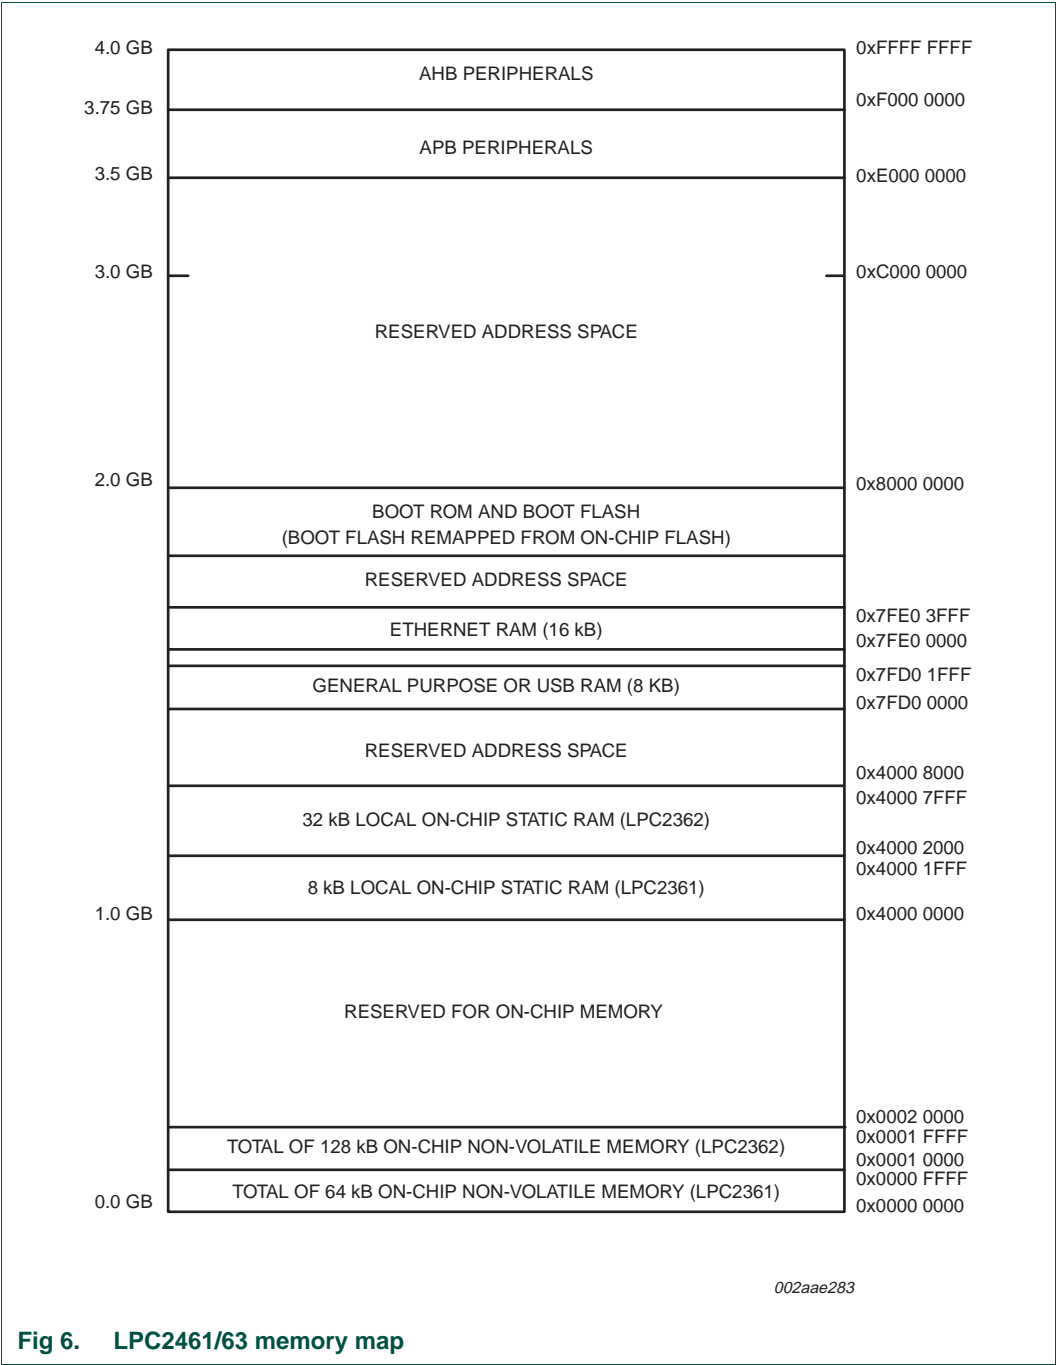 4.0 GB
0xFFFF FFFF
AHB PERIPHERALS
3.75 GB
0xF000 0000
APB PERIPHERALS
3.5 GB
0xE000 0000
3.0 GB
0xC000 0000
RESERVED ADDRESS SPACE
2.0 GB
0x8000 0000
BOOT ROM AND BOOT FLASH
(BOOT FLASH REMAPPED FROM ON-CHIP FLASH)
RESERVED ADDRESS SPACE
0x7FE0 3FFF
ETHERNET RAM (16 kB)
0x7FE0 0000
0x7FD0 1FFF
GENERAL PURPOSE OR USB RAM (8 KB)
0x7FD0 0000
RESERVED ADDRESS SPACE
0x4000 8000
0x4000 7FFF
32 kB LOCAL ON-CHIP STATIC RAM (LPC2362)
0x4000 2000
0x4000 1FFF
8 kB LOCAL ON-CHIP STATIC RAM (LPC2361)
1.0 GB
0x4000 0000
RESERVED FOR ON-CHIP MEMORY
0x0002 0000
0x0001 FFFF
TOTAL OF 128 kB ON-CHIP NON-VOLATILE MEMORY (LPC2362)
0x0001 0000
0x0000 FFFF
TOTAL OF 64 kB ON-CHIP NON-VOLATILE MEMORY (LPC2361)
0.0 GB
0x0000 0000
002aae283
Fig 6. LPC2461/63 memory map